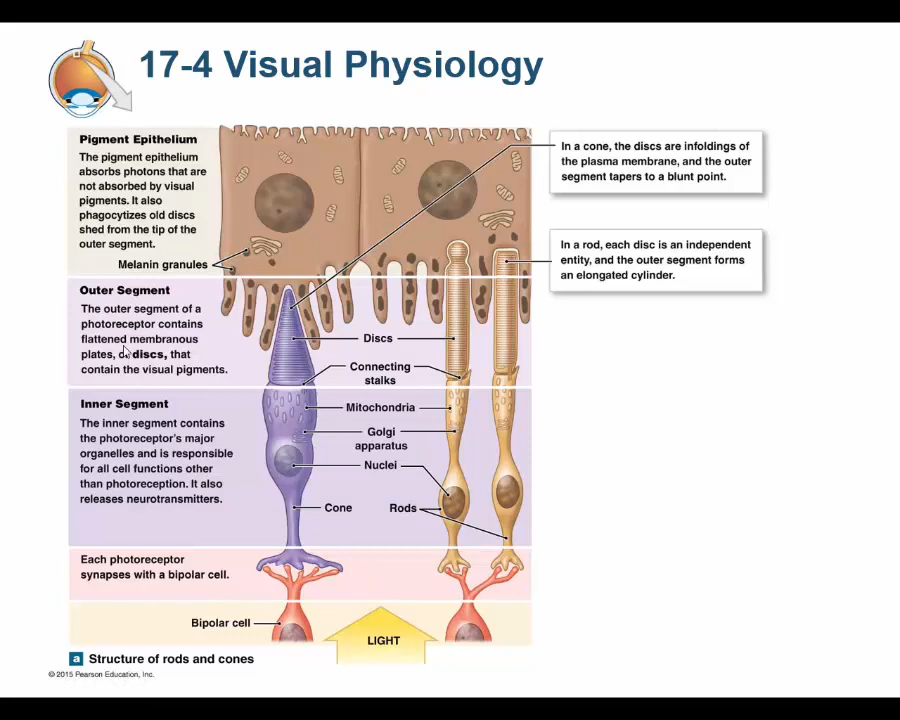 17-4 Visual Physiology
Pigment Epithelium
The pigment epithelium
absorbs photons that are
not absorbed by visual
pigments. It also
phagocytizes old discs
shed from the tip of the
outer segment.
Melanin granules
In a cone, the discs are infoldings of
the plasma membrane, and the outer
segment tapers to a blunt point.
In a rod, each disc is an independent
entity, and the outer segment forms
an elongated cylinder.
Outer Segment
The outer segment of a
photoreceptor contains
flattened membranous
plates, or discs, that
contain the visual pigments.
Discs
Connecting
stalks
Inner Segment
The inner segment contains
the photoreceptor's major
organelles and is responsible
for all cell functions other
than photoreception. It also
releases neurotransmitters.
Mitochondria
Golgi
apparatus
Nuclei
Cone
Rods
Each photoreceptor
synapses with a bipolar cell.
Bipolar cell
LIGHT
a Structure of rods and cones
© 2015 Pearson Education, Inc.